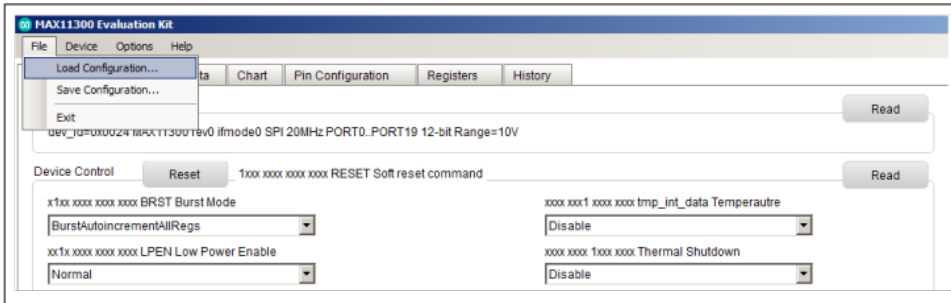 MAX11300 Evaluation Kit
File Device Options Help
Load Configuration...
Save Configuration...
Exit
Chart Pin Configuration Registers History
Read
dev_id=0x0024 MAX11300 rev0 ifmode0 SPI 20MHz PORT0..PORT19 12-bit Range=10V
Device Control Reset 1xxx xxxx xxxx xxxx RESET Soft reset command Read
x1xx xxxx xxxx xxxx BRST Burst Mode xxxx xxx1 xxxx xxxx tmp_int_data Temperautre
BurstAutoincrementAllRegs Disable
xx1x xxxx xxxx xxxx LPEN Low Power Enable xxxx xxxx 1xxx xxxx Thermal Shutdown
Normal Disable